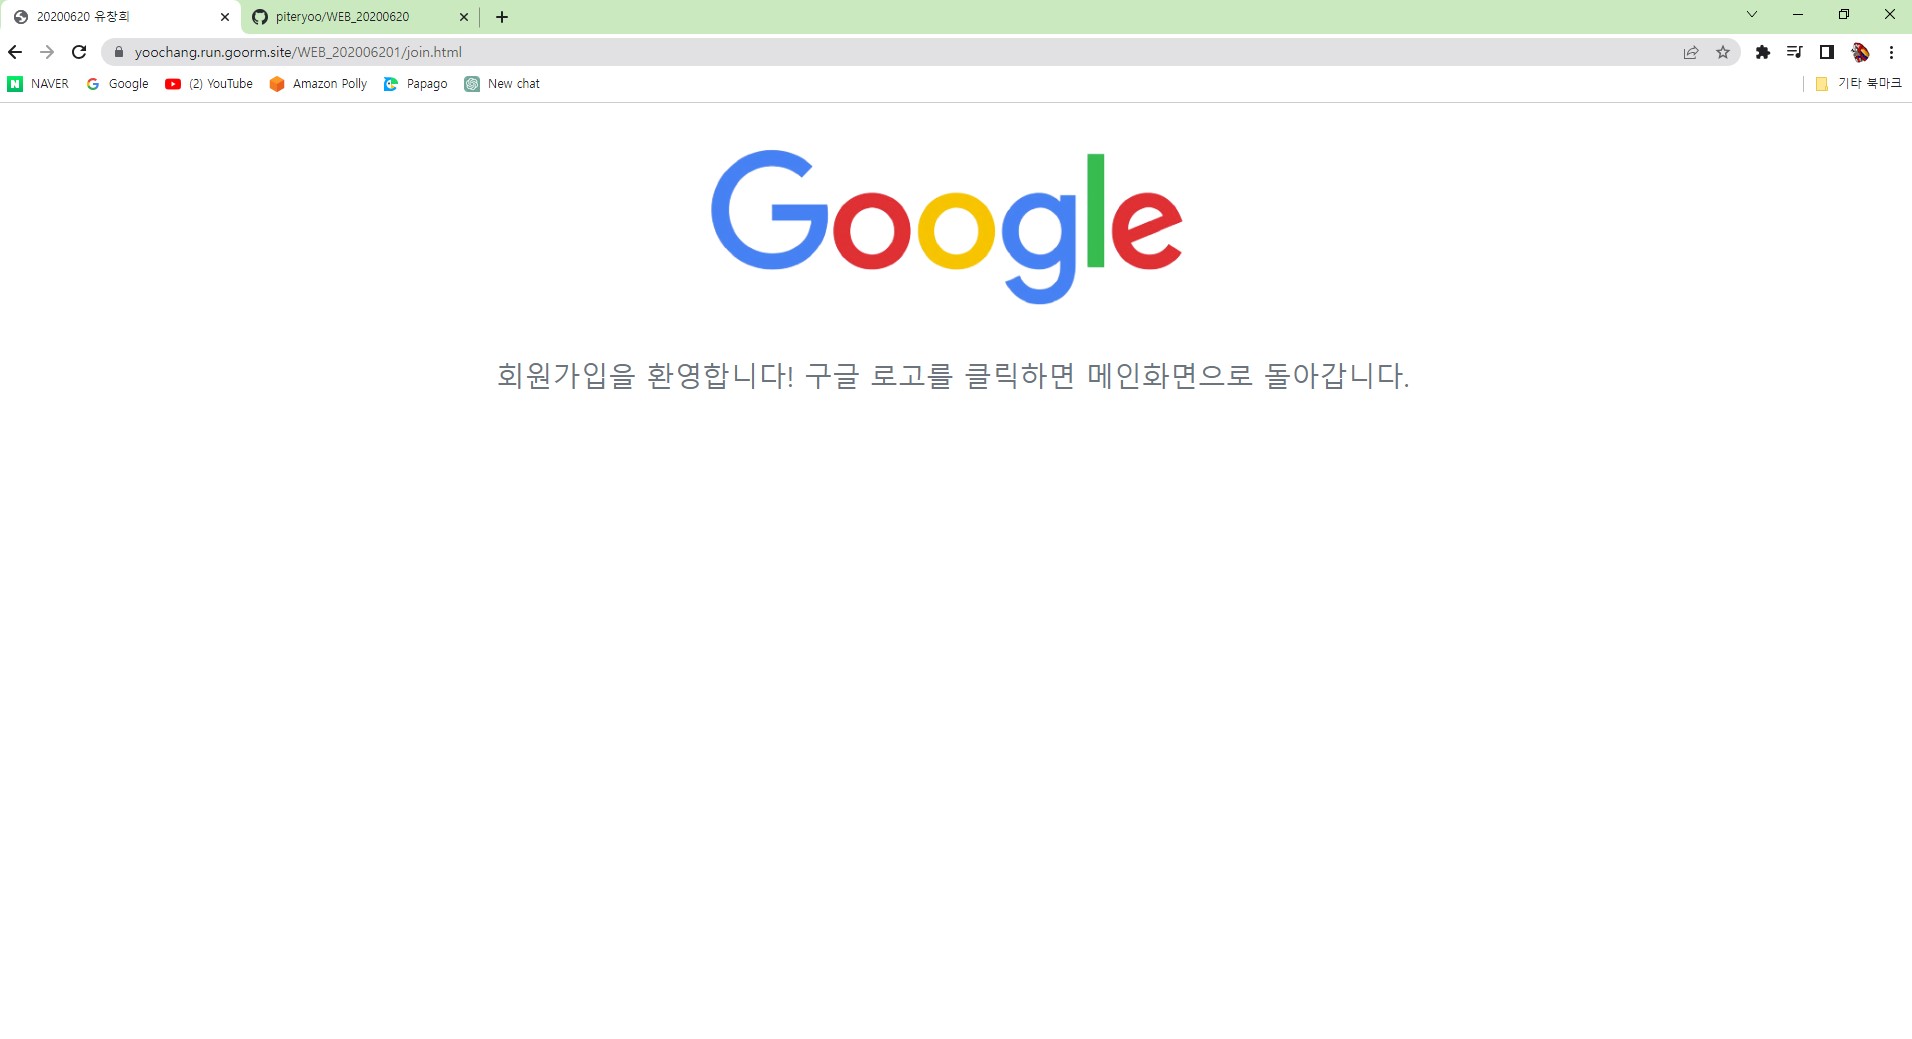 20200620 유창희
piteryoo/WEB_20200620
yoochang.run.goorm.site/WEB_202006201/join.html
NAVER Google (2) YouTube Amazon Polly Papago New chat 기타 북마크
Google
회원가입을 환영합니다! 구글 로고를 클릭하면 메인화면으로 돌아갑니다.